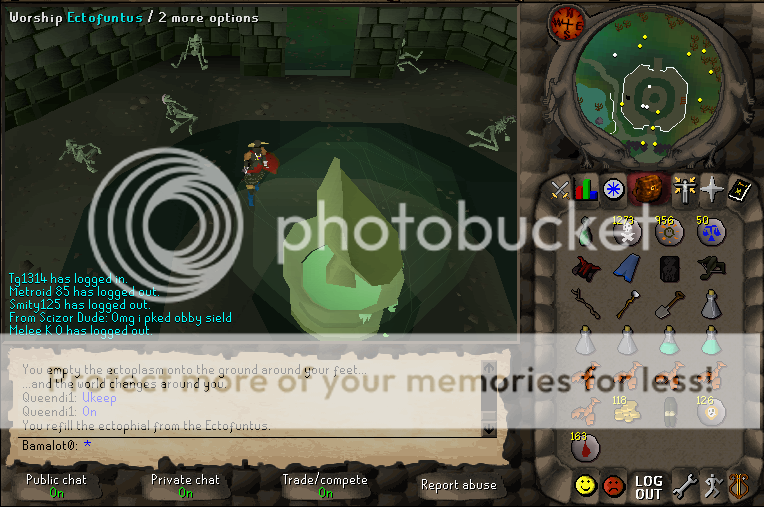 Worship Ectofuntus / 2 more options
photobucket
1273
956
50
Tg1314 has logged in.
Metroid 85 has logged out.
Smity125 has logged out.
From Scizor Dude: Omg i pked obby sield
Melee K O has logged out.
You empty the ectoplasm onto the ground around your feet...
...and the world changes around you.
Protect more of your memories for less!
Queendi1: Ukeep
Queendi1: On
You refill the ectophial from the Ectofuntus.
Bamalot0: *
118
126
163
Public chat
On
Private chat
On
Trade/compete
On
Report abuse
LOG
OUT